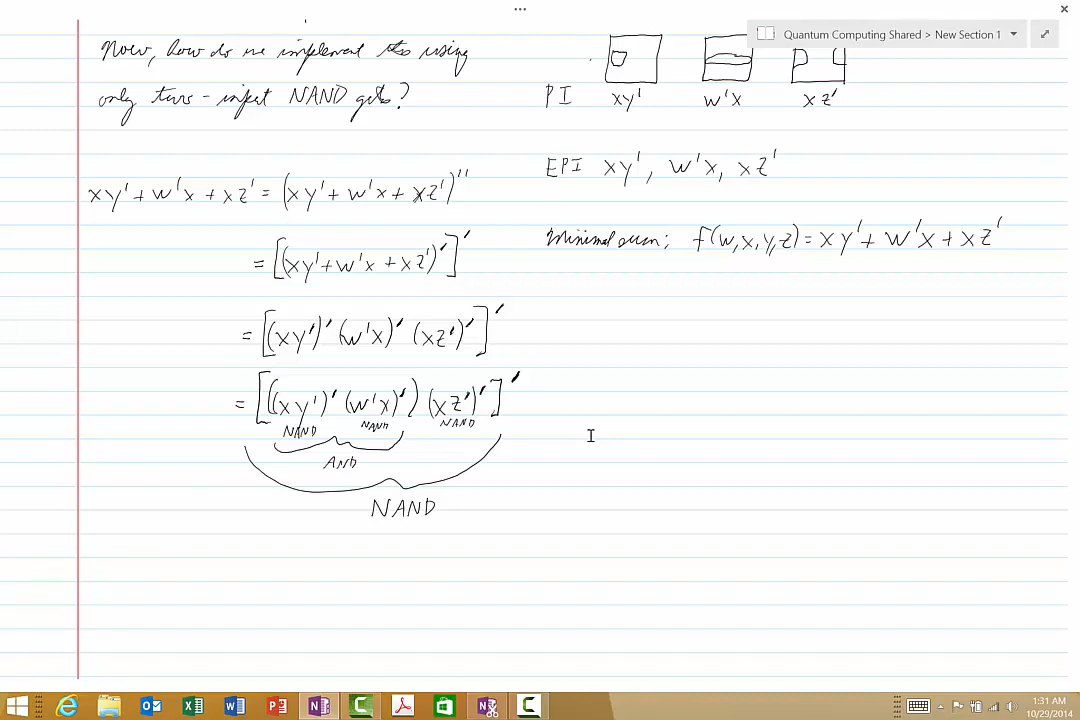 Quantum Computing Shared > New Section 1
Now, how do we implement this using
only two-input NAND gates?
PI xy' w'x xz'
EPI xy', w'x, xz'
Minimal sum; f(w,x,y,z)=xy'+w'x+xz'
xy'+w'x+xz'=(xy'+w'x+xz')''
=[(xy'+w'x+xz')']'
=[(xy')'(w'x)'(xz')']'
=[((xy')'(w'x)')(xz')']'
NAND NAND NAND
AND
NAND
1:31 AM
10/29/2014